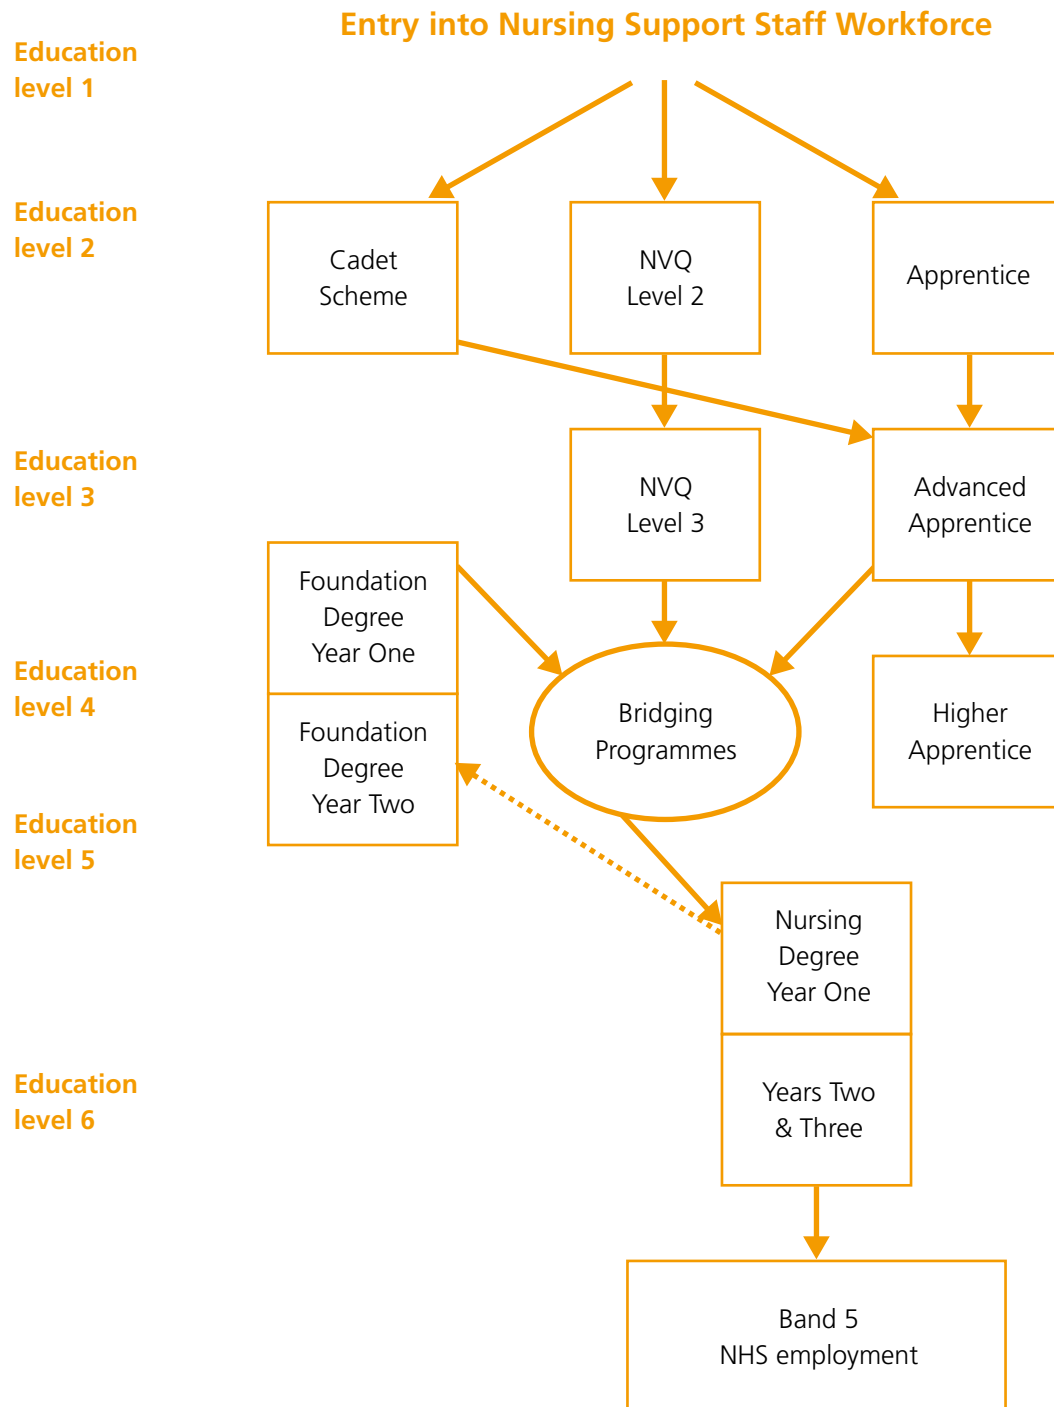 Entry into Nursing Support Staff Workforce
Education
level 1
Education
level 2
Cadet
Scheme
NVQ
Level 2
Apprentice
Education
level 3
NVQ
Level 3
Advanced
Apprentice
Foundation
Degree
Year One
Education
level 4
Foundation
Degree
Year Two
Bridging
Programmes
Higher
Apprentice
Education
level 5
Nursing
Degree
Year One
Education
level 6
Years Two
& Three
Band 5
NHS employment